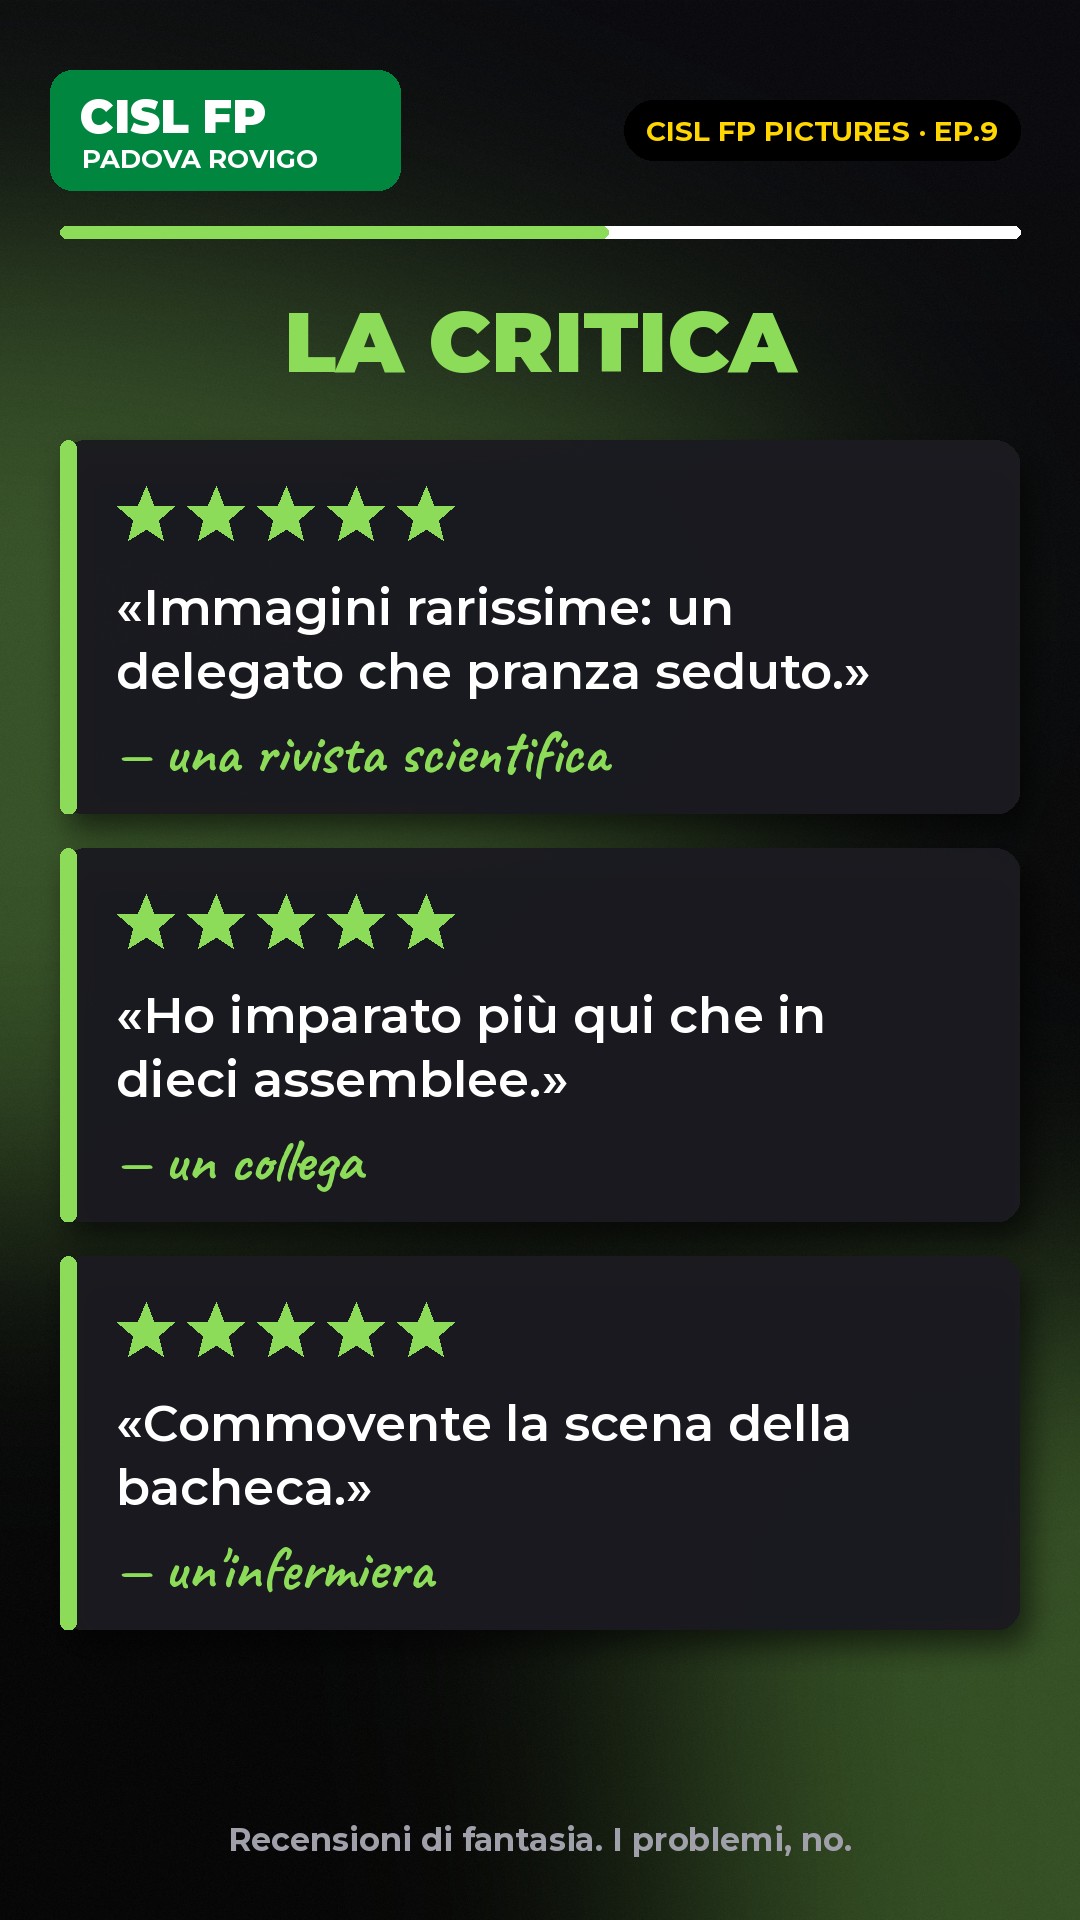 CISL FP
PADOVA ROVIGO
CISL FP PICTURES · EP.9
LA CRITICA
«Immagini rarissime: un
delegato che pranza seduto.»
— una rivista scientifica
«Ho imparato più qui che in
dieci assemblee.»
— un collega
«Commovente la scena della
bacheca.»
— un'infermiera
Recensioni di fantasia. I problemi, no.